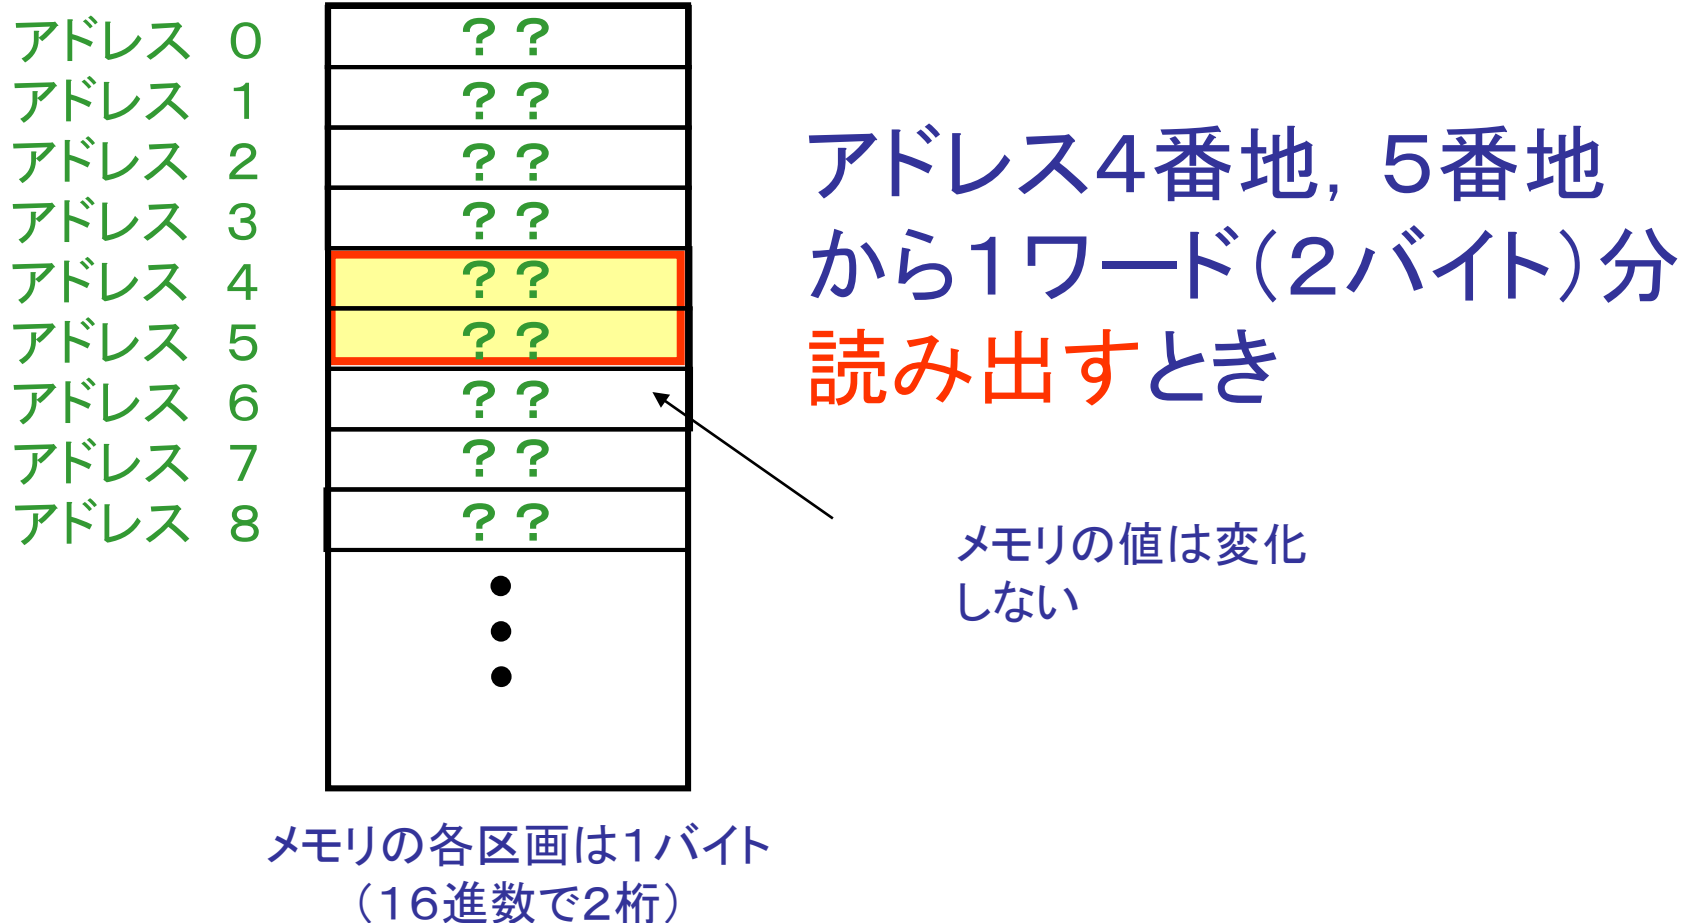 アドレス　０　？？
アドレス　１　？？
アドレス　２　？？
アドレス　３　？？
アドレス　４　？？
アドレス　５　？？
アドレス　６　？？
アドレス　７　？？
アドレス　８　？？
アドレス４番地，５番地
から１ワード（２バイト）分
読み出すとき
メモリの値は変化
しない
メモリの各区画は１バイト
（１６進数で２桁）